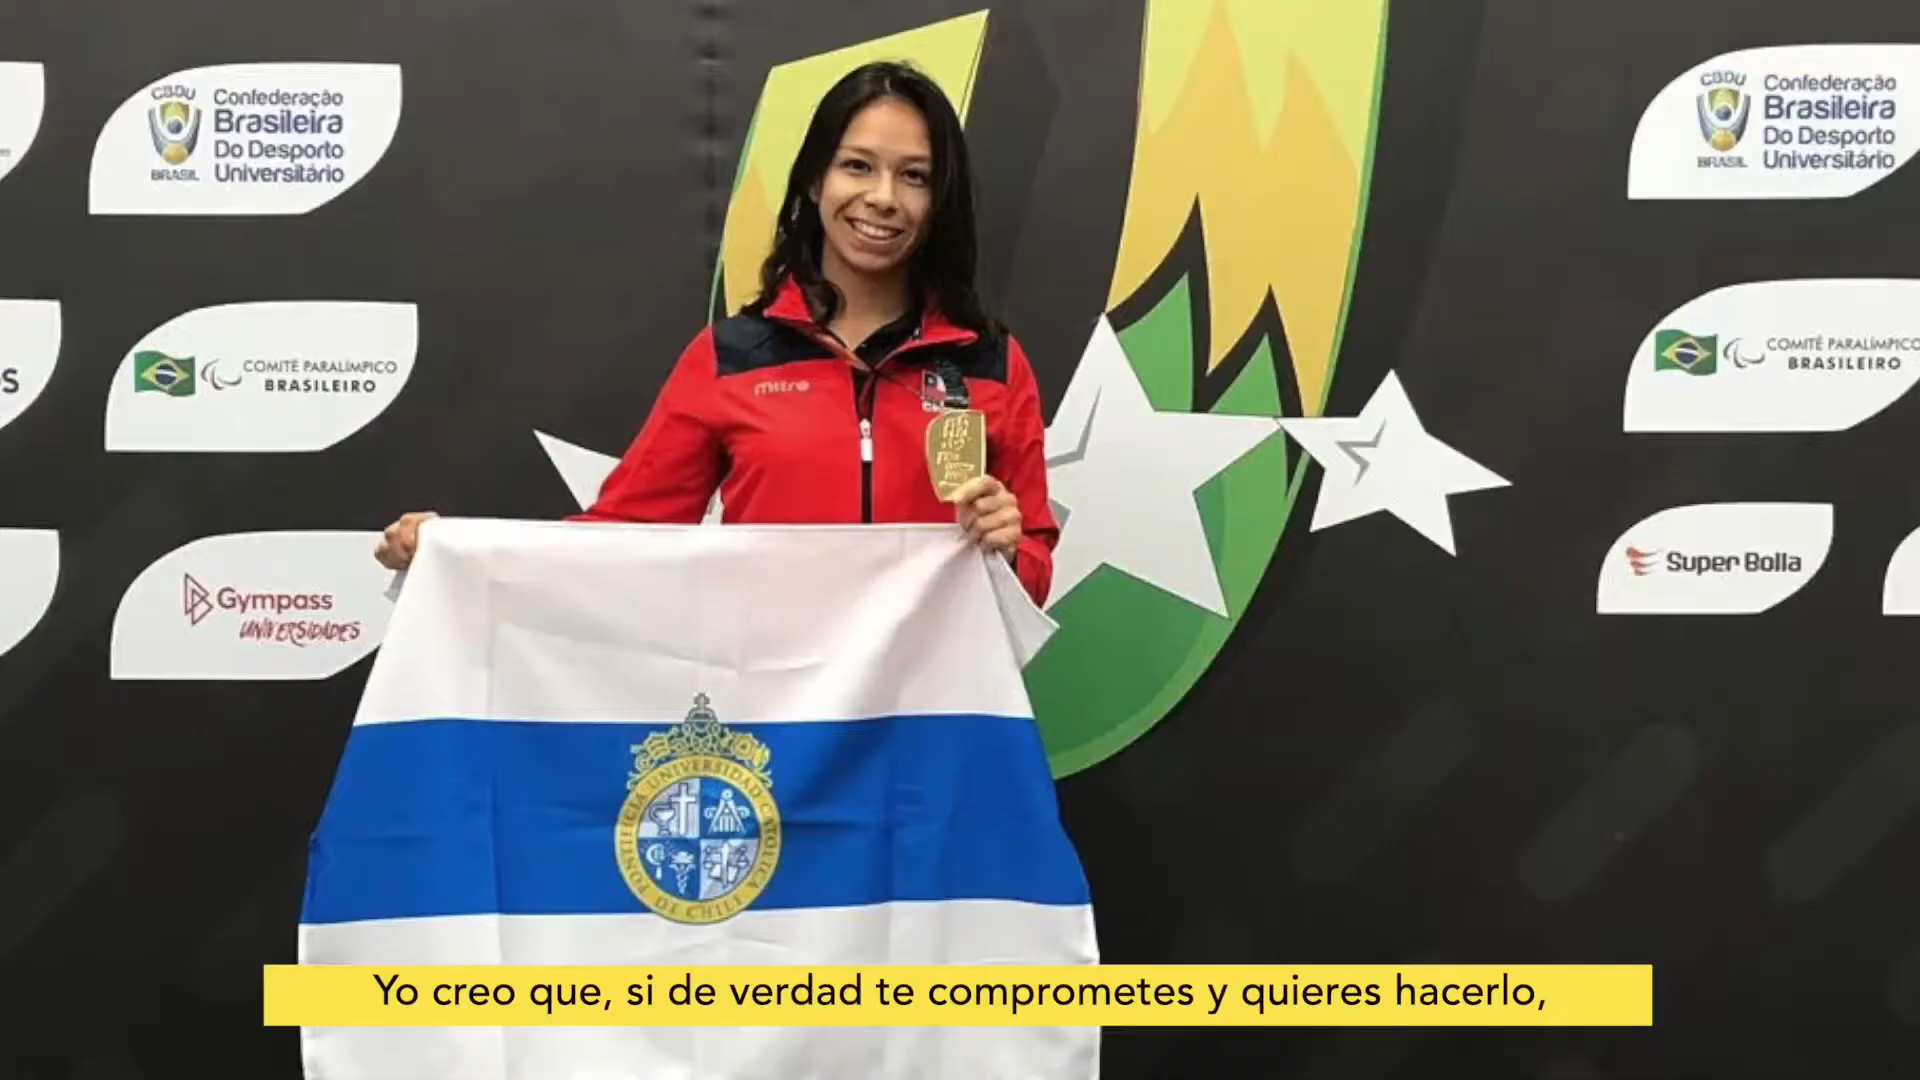 CBDU
BRASIL
Confederação
Brasileira
Do Desporto
Universitário
CBDU
BRASIL
Confederação
Brasileira
Do Desporto
Universitário
COMITÊ PARALÍMPICO
BRASILEIRO
mitre
COMITÊ PARALÍMPICO
BRASILEIRO
S
Gympass
UNIVERSIDADES
Super Bolla
PONTIFICIA UNIVERSIDAD CATOLICA
DE CHILE
Yo creo que, si de verdad te comprometes y quieres hacerlo,